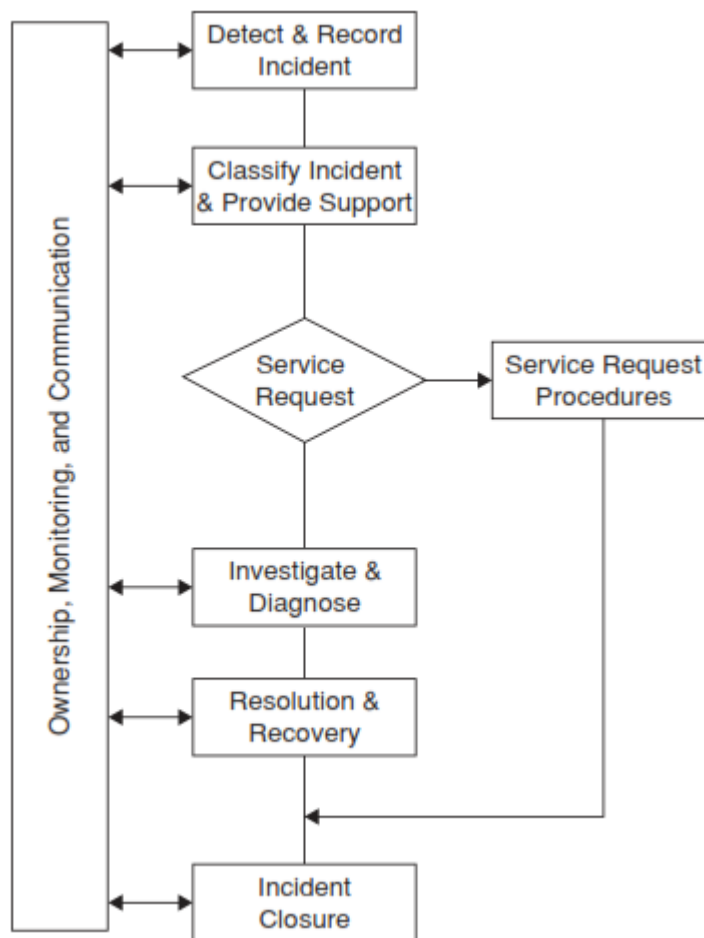 Ownership, Monitoring, and Communication
Detect & Record
Incident
Classify Incident
& Provide Support
Service
Request
Service Request
Procedures
Investigate &
Diagnose
Resolution &
Recovery
Incident
Closure